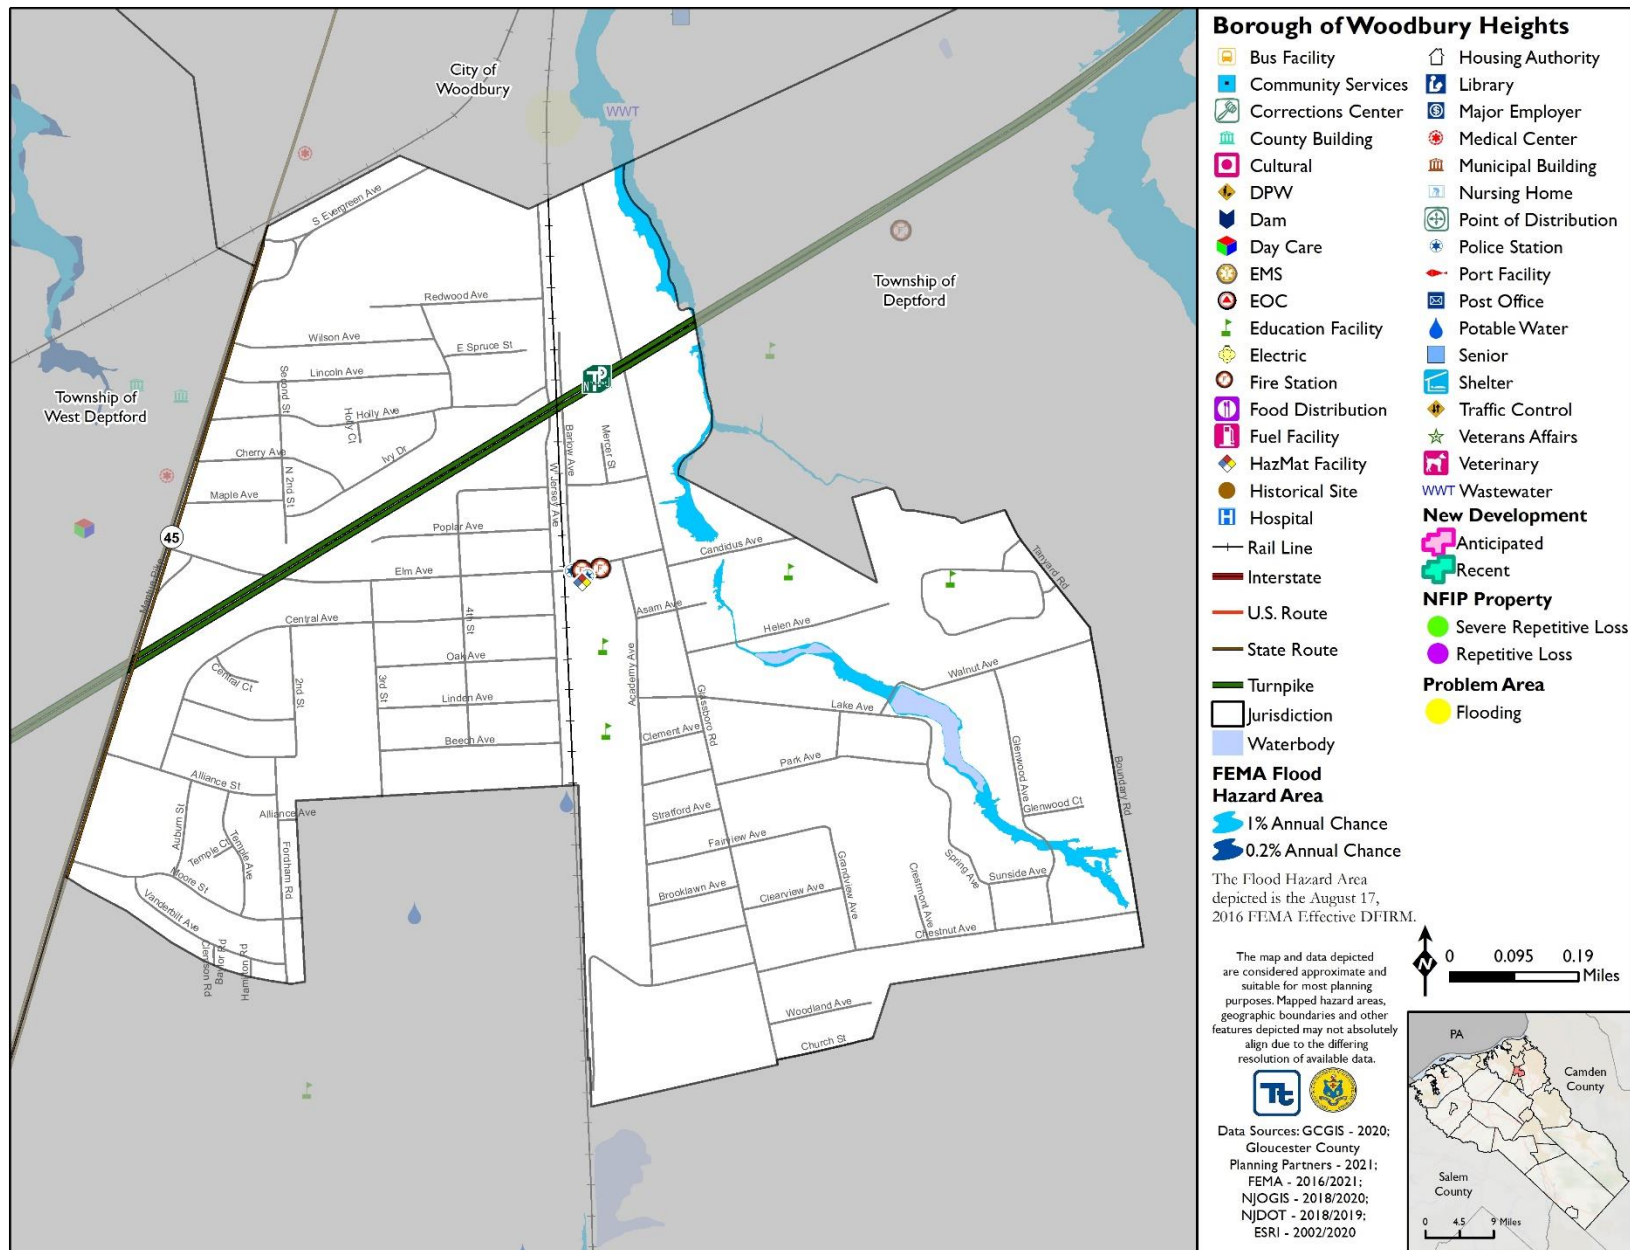 City of
Woodbury
WWT
S Evergreen Ave
Township of
Deptford
Redwood Ave
Wilson Ave
E Spruce St
Lincoln Ave
Second St
Township of
West Deptford
Holly Ave
Holly Ct
Ivy Dr
Barlow Ave
Mercer St
Cherry Ave
N 2nd St
W Jersey Ave
Maple Ave
Poplar Ave
45
Candidus Ave
Tanyard Rd
Mantua Pike
Elm Ave
Asam Ave
Central Ave
4th St
Helen Ave
Oak Ave
Academy Ave
Walnut Ave
Central Ct
2nd St
3rd St
Linden Ave
Glassboro Rd
Lake Ave
Clement Ave
Beech Ave
Park Ave
Glenwood Ave
Boundary Rd
Alliance St
Glenwood Ct
Auburn St
Alliance Ave
Stratford Ave
Temple Ct
Temple Ave
Fairview Ave
Fordham Rd
Grandview Ave
Spring Ave
Moore St
Brooklawn Ave
Clearview Ave
Crestmont Ave
Sunside Ave
Vanderbilt Ave
Chestnut Ave
Clemson Rd
Baylor Rd
Hamilton Rd
Woodland Ave
Church St
Borough of Woodbury Heights
Bus Facility
Community Services
Corrections Center
County Building
Cultural
DPW
Dam
Day Care
EMS
EOC
Education Facility
Electric
Fire Station
Food Distribution
Fuel Facility
HazMat Facility
Historical Site
Hospital
Rail Line
Interstate
U.S. Route
State Route
Turnpike
Jurisdiction
Waterbody
FEMA Flood
Hazard Area
1% Annual Chance
0.2% Annual Chance
The Flood Hazard Area
depicted is the August 17,
2016 FEMA Effective DFIRM.
Housing Authority
Library
Major Employer
Medical Center
Municipal Building
Nursing Home
Point of Distribution
Police Station
Port Facility
Post Office
Potable Water
Senior
Shelter
Traffic Control
Veterans Affairs
Veterinary
WWT Wastewater
New Development
Anticipated
Recent
NFIP Property
Severe Repetitive Loss
Repetitive Loss
Problem Area
Flooding
The map and data depicted
are considered approximate and
suitable for most planning
purposes. Mapped hazard areas,
geographic boundaries and other
features depicted may not absolutely
align due to the differing
resolution of available data.
N
0 0.095 0.19
Miles
Tt
Data Sources: GCGIS - 2020;
Gloucester County
Planning Partners - 2021;
FEMA - 2016/2021;
NJOGIS - 2018/2020;
NJDOT - 2018/2019;
ESRI - 2002/2020
PA
Camden
County
Salem
County
0 4.5 9 Miles